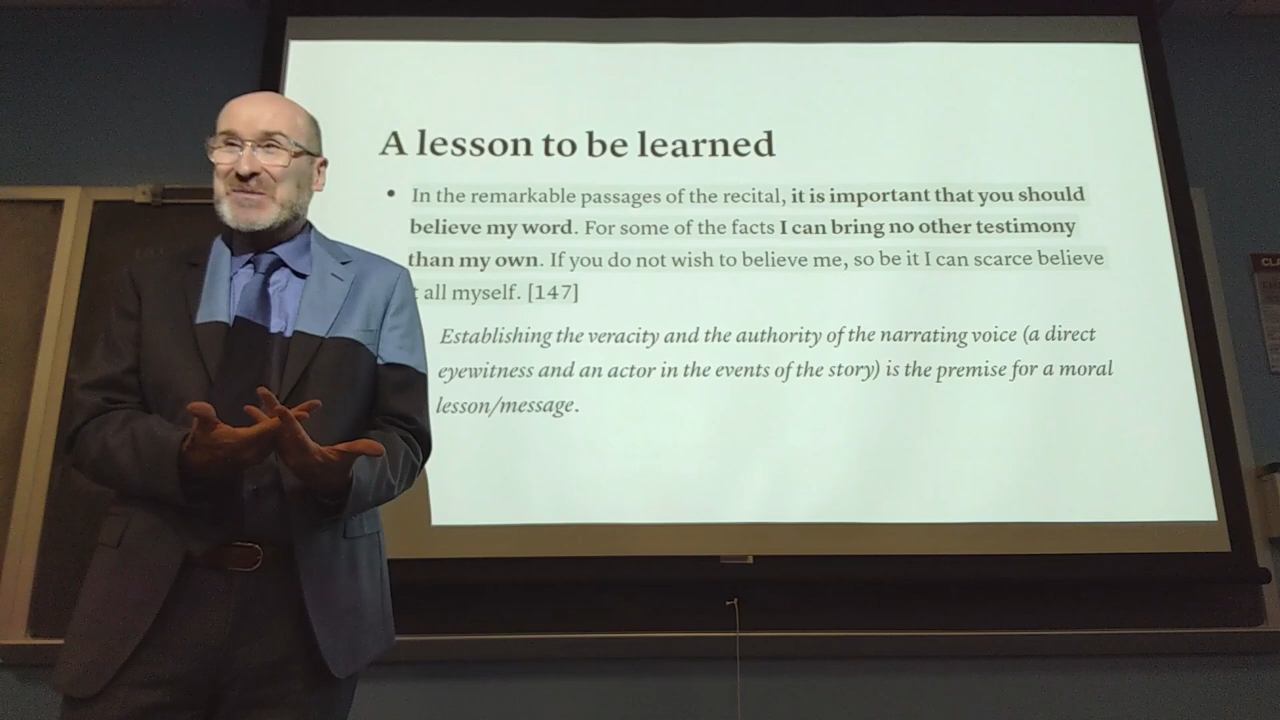 A lesson to be learned
• In the remarkable passages of the recital, it is important that you should
believe my word. For some of the facts I can bring no other testimony
than my own. If you do not wish to believe me, so be it I can scarce believe
all myself. [147]
Establishing the veracity and the authority of the narrating voice (a direct
eyewitness and an actor in the events of the story) is the premise for a moral
lesson/message.